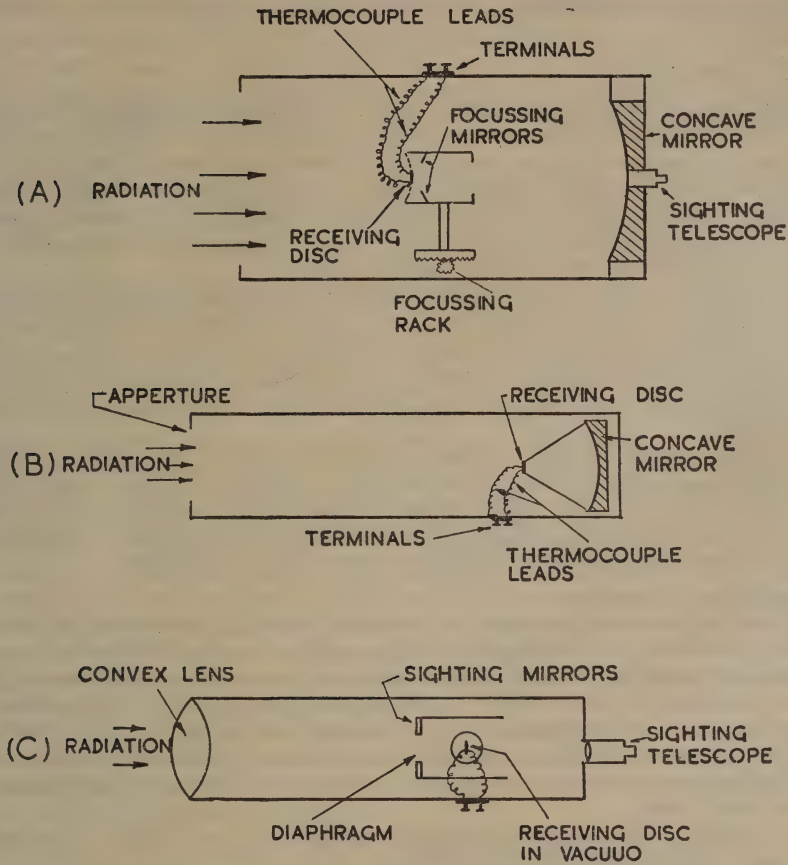 THERMOCOUPLE LEADS
TERMINALS
FOCUSSING
MIRRORS
CONCAVE
MIRROR
(A)
RADIATION
RECEIVING
DISC
SIGHTING
TELESCOPE
FOCUSSING
RACK
APPERTURE
RECEIVING DISC
(B) RADIATION
CONCAVE
MIRROR
TERMINALS
THERMOCOUPLE
LEADS
CONVEX LENS
SIGHTING MIRRORS
(C) RADIATION
SIGHTING
TELESCOPE
DIAPHRAGM
RECEIVING DISC
IN VACUUO